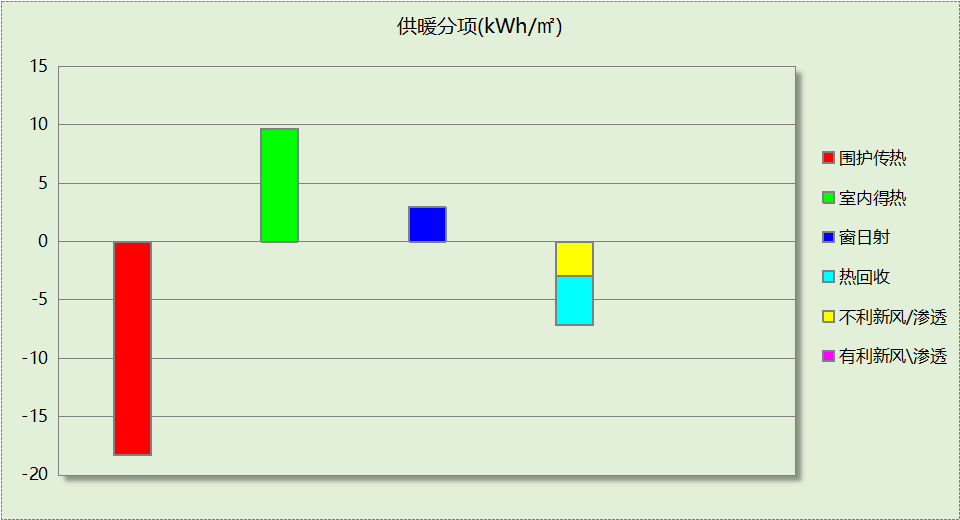 供暖分项(kWh/㎡)
15
10
5
0
-5
-10
-15
-20
围护传热
室内得热
窗日射
热回收
不利新风/渗透
有利新风\渗透